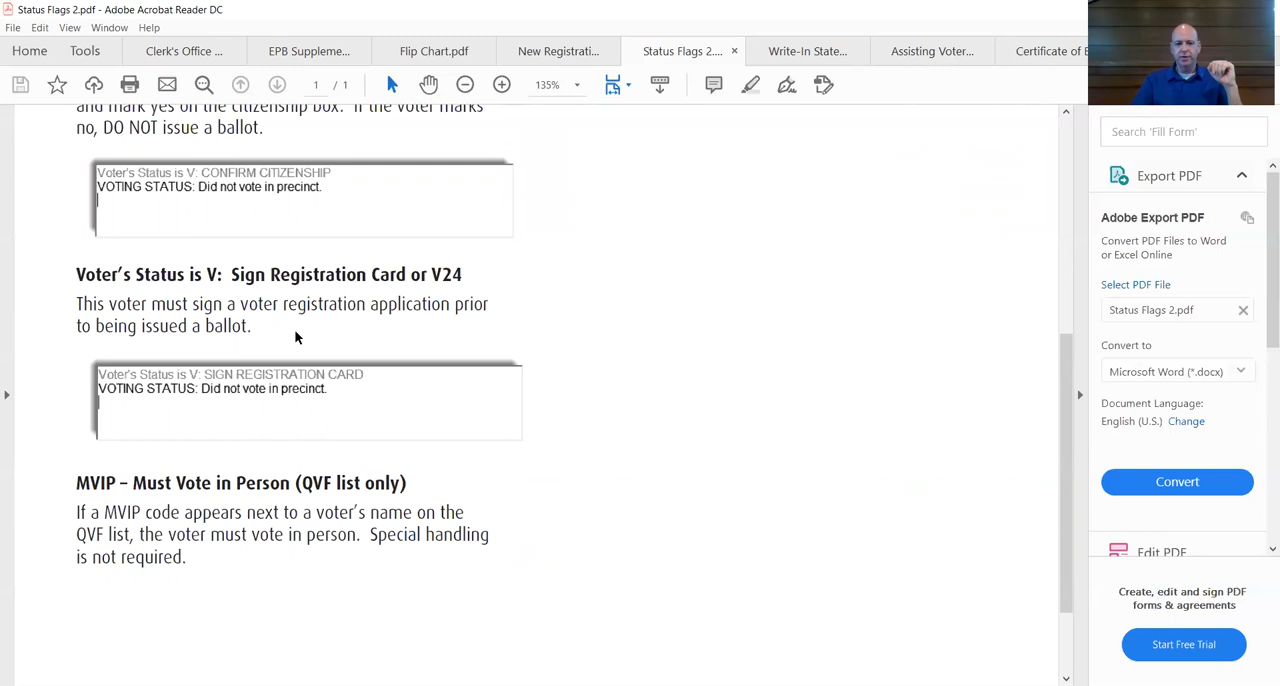 Status Flags 2.pdf - Adobe Acrobat Reader DC
File Edit View Window Help
Home Tools Clerk's Office ... EPB Suppleme... Flip Chart.pdf New Registrati... Status Flags 2.... × Write-In State... Assisting Voter... Certificate of E
1 / 1 135%
and mark yes on the citizenship box. If the voter marks
no, DO NOT issue a ballot.
Voter's Status is V: CONFIRM CITIZENSHIP
VOTING STATUS: Did not vote in precinct.
Voter's Status is V: Sign Registration Card or V24
This voter must sign a voter registration application prior
to being issued a ballot.
Voter's Status is V: SIGN REGISTRATION CARD
VOTING STATUS: Did not vote in precinct.
MVIP – Must Vote in Person (QVF list only)
If a MVIP code appears next to a voter's name on the
QVF list, the voter must vote in person. Special handling
is not required.
Search 'Fill Form'
Export PDF
Adobe Export PDF
Convert PDF Files to Word
or Excel Online
Select PDF File
Status Flags 2.pdf
Convert to
Microsoft Word (*.docx)
Document Language:
English (U.S.) Change
Convert
Edit PDF
Create, edit and sign PDF
forms & agreements
Start Free Trial